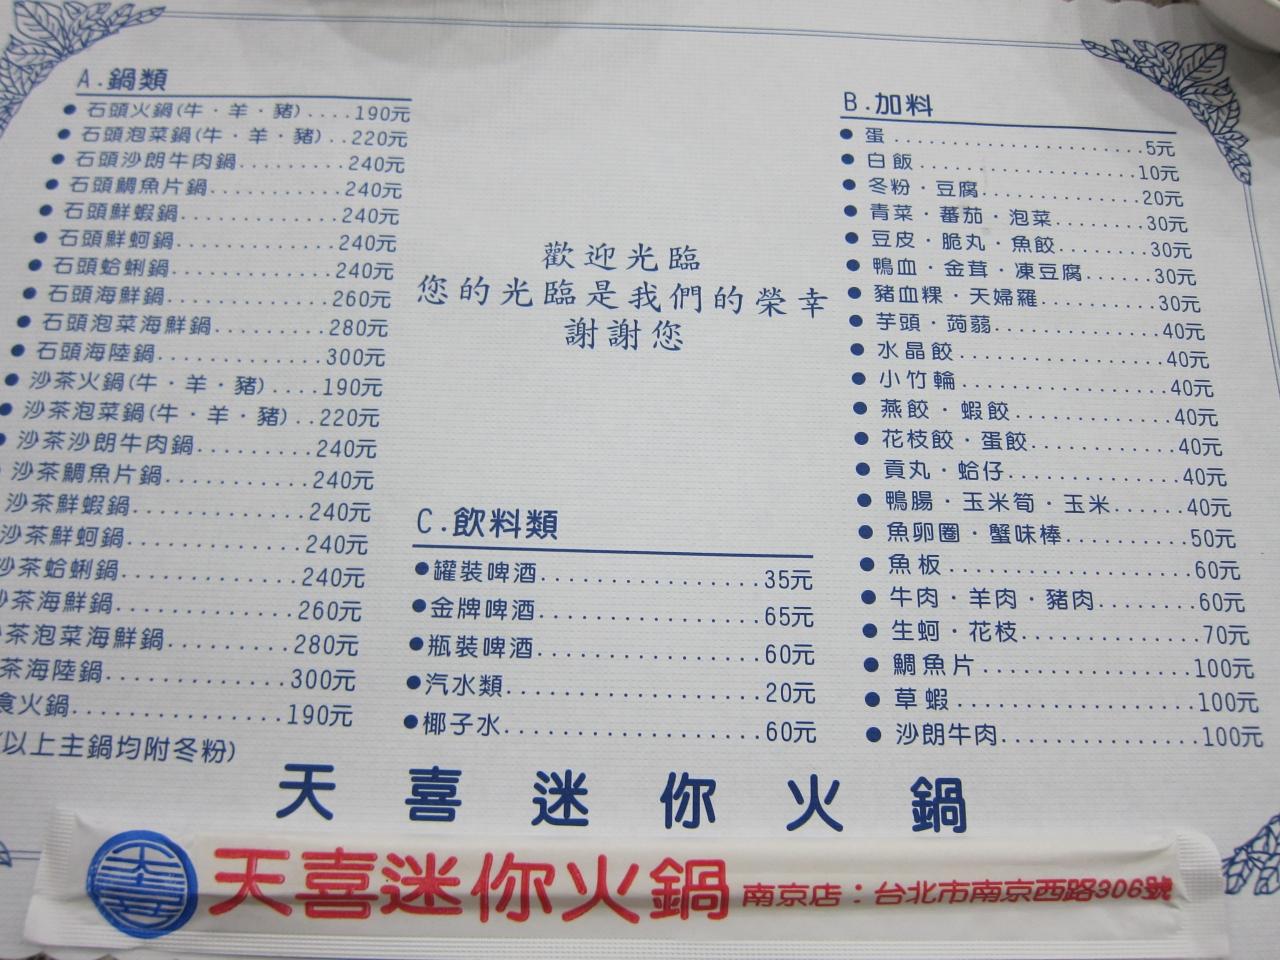 A.鍋類
●石頭火鍋(牛‧羊‧豬)....190元
●石頭泡菜鍋(牛‧羊‧豬)..220元
●石頭沙朗牛肉鍋.........240元
●石頭鯛魚片鍋...........240元
●石頭鮮蝦鍋.............240元
●石頭鮮蚵鍋.............240元
●石頭蛤蜊鍋.............240元
●石頭海鮮鍋.............260元
●石頭泡菜海鮮鍋.........280元
●石頭海陸鍋.............300元
●沙茶火鍋(牛‧羊‧豬)....190元
●沙茶泡菜鍋(牛‧羊‧豬)..220元
●沙茶沙朗牛肉鍋.........240元
沙茶鯛魚片鍋...........240元
沙茶鮮蝦鍋.............240元
沙茶鮮蚵鍋.............240元
沙茶蛤蜊鍋.............240元
沙茶海鮮鍋.............260元
茶泡菜海鮮鍋.........280元
茶海陸鍋.............300元
食火鍋...............190元
(以上主鍋均附冬粉)
歡迎光臨
您的光臨是我們的榮幸
謝謝您
C.飲料類
●罐裝啤酒.................35元
●金牌啤酒.................65元
●瓶裝啤酒.................60元
●汽水類...................20元
●椰子水...................60元
B.加料
●蛋......................5元
●白飯...................10元
●冬粉‧豆腐.............20元
●青菜‧蕃茄‧泡菜.......30元
●豆皮‧脆丸‧魚餃.......30元
●鴨血‧金茸‧凍豆腐.....30元
●豬血粿‧天婦羅.........30元
●芋頭‧蒟蒻.............40元
●水晶餃.................40元
●小竹輪.................40元
●燕餃‧蝦餃.............40元
●花枝餃‧蛋餃...........40元
●貢丸‧蛤仔.............40元
●鴨腸‧玉米筍‧玉米.....40元
●魚卵圈‧蟹味棒.........50元
●魚板...................60元
●牛肉‧羊肉‧豬肉.......60元
●生蚵‧花枝.............70元
●鯛魚片................100元
●草蝦..................100元
●沙朗牛肉..............100元
天喜迷你火鍋
天喜
天喜迷你火鍋 南京店：台北市南京西路306號